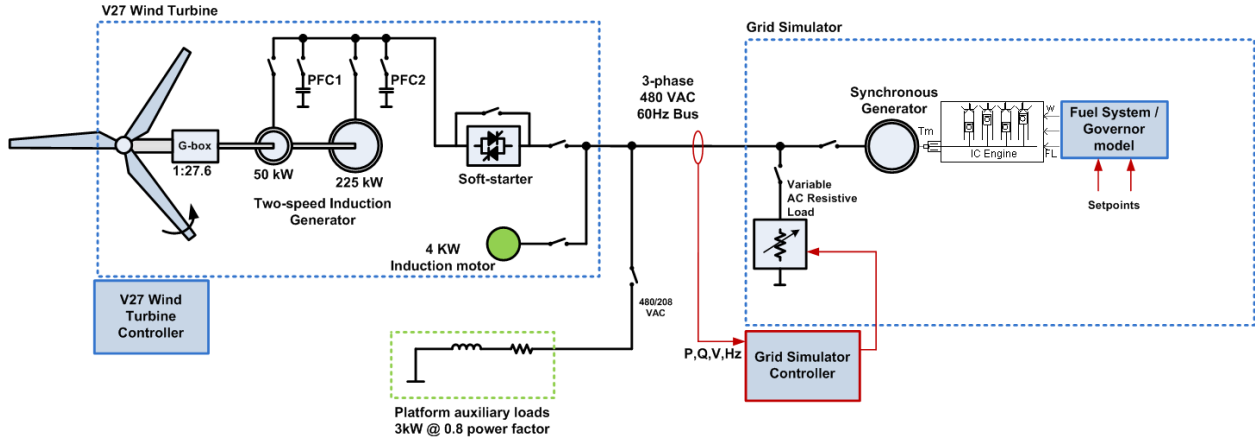 V27 Wind Turbine
Grid Simulator
PFC1
PFC2
G-box
1:27.6
50 kW
225 kW
Two-speed Induction
Generator
Soft-starter
4 KW
Induction motor
V27 Wind
Turbine
Controller
3-phase
480 VAC
60Hz Bus
480/208
VAC
Platform auxiliary loads
3kW @ 0.8 power factor
Synchronous
Generator
Tm
IC Engine
w
FL
Fuel System /
Governor
model
Setpoints
Variable
AC Resistive
Load
P,Q,V,Hz
Grid Simulator
Controller